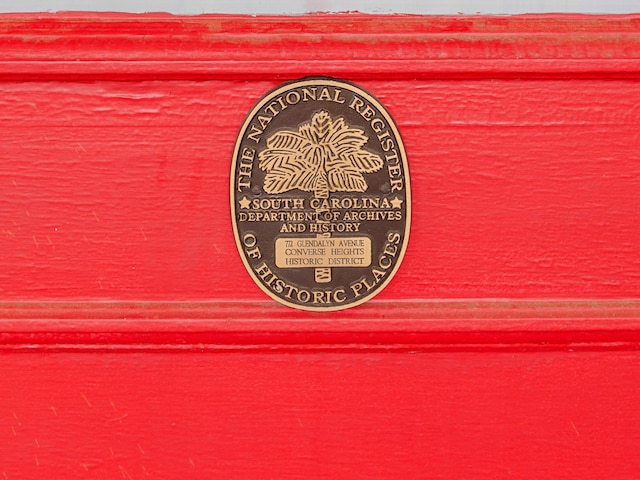 THE NATIONAL REGISTER
SOUTH CAROLINA
DEPARTMENT OF ARCHIVES
AND HISTORY
772 GLENDALYN AVENUE
CONVERSE HEIGHTS
HISTORIC DISTRICT
OF HISTORIC PLACES